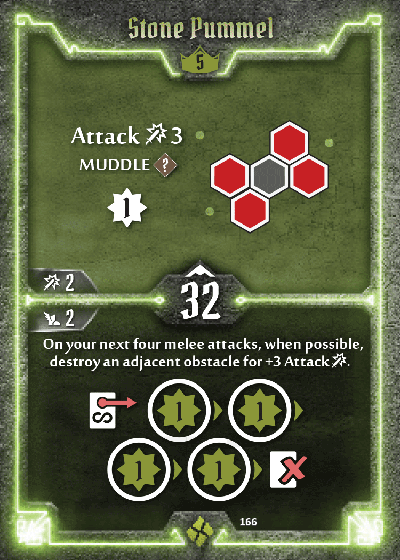 Stone Pummel
5
Attack 3
MUDDLE ?
1
2
32
2
On your next four melee attacks, when possible,
destroy an adjacent obstacle for +3 Attack.
S 1 1
1 1
166